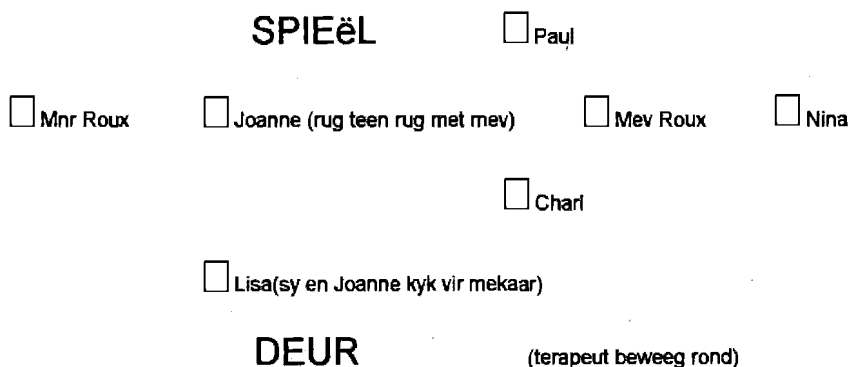 SPIEëL Paul
Mnr Roux Joanne (rug teen rug met mev) Mev Roux Nina
Charl
Lisa(sy en Joanne kyk vir mekaar)
DEUR (terapeut beweeg rond)